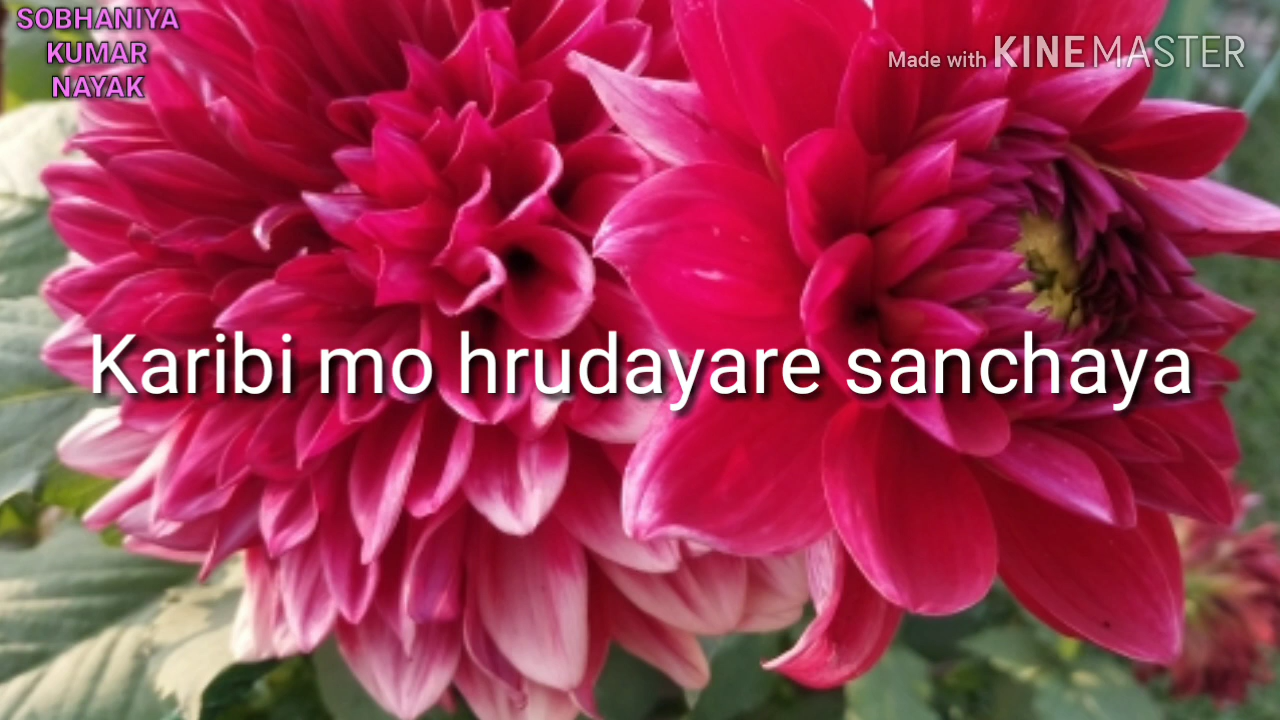 SOBHANIYA
KUMAR
NAYAK
Made with KINEMASTER
Karibi mo hrudayare sanchaya